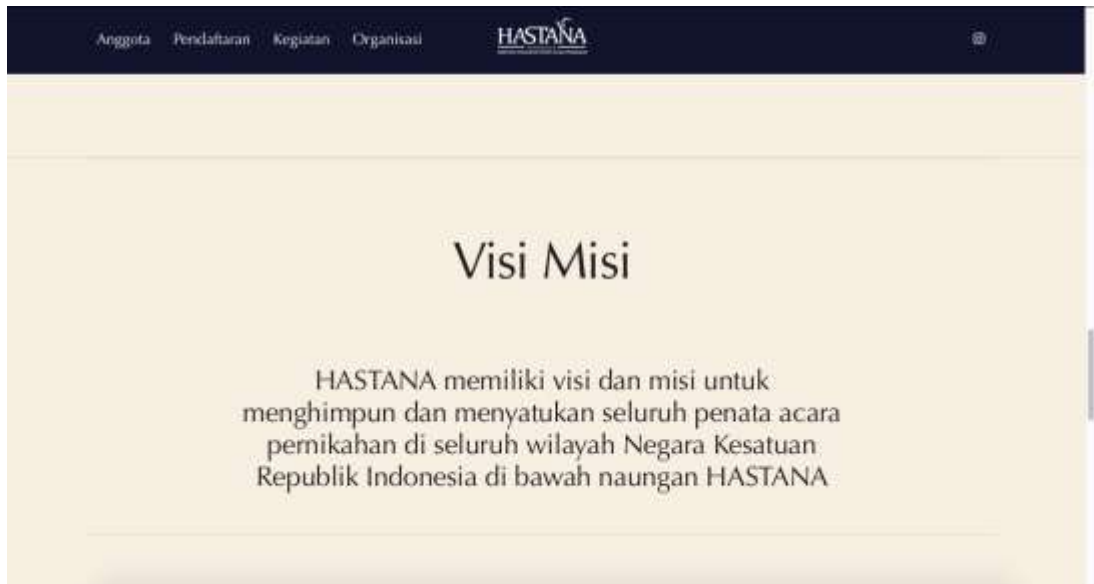 Anggota Pendaftaran Kegiatan Organisasi HASTANA
Visi Misi
HASTANA memiliki visi dan misi untuk
menghimpun dan menyatukan seluruh penata acara
pernikahan di seluruh wilayah Negara Kesatuan
Republik Indonesia di bawah naungan HASTANA